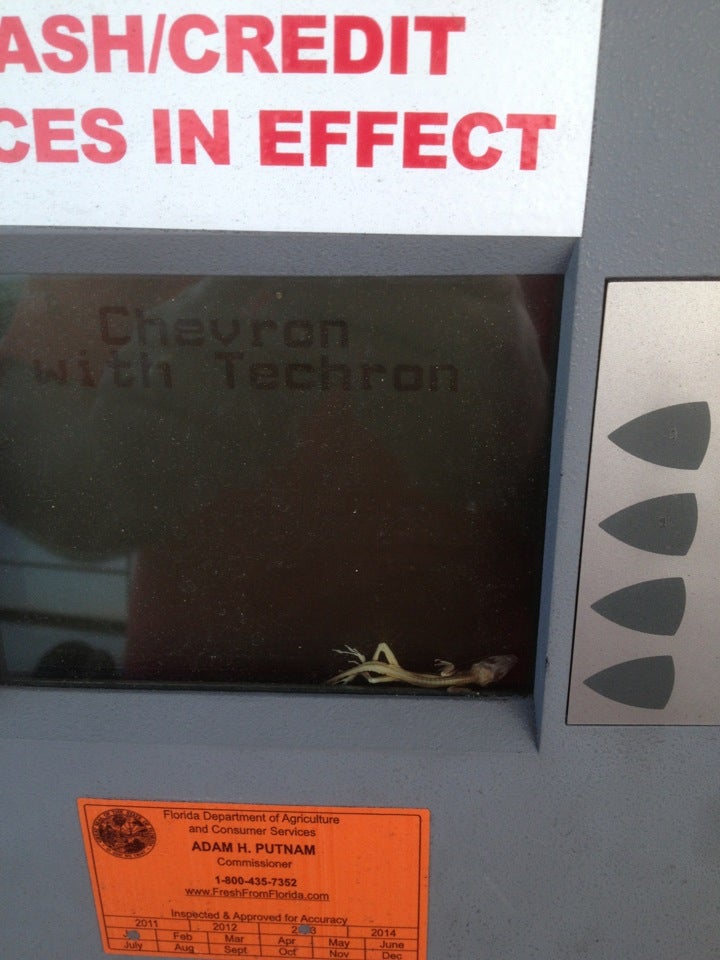 ASH/CREDIT
CES IN EFFECT
Chevron
with Techron
Florida Department of Agriculture
and Consumer Services
ADAM H. PUTNAM
Commissioner
1-800-435-7352
www.FreshFromFlorida.com
Inspected & Approved for Accuracy
2011 2012 2013 2014
Feb Mar Apr May June
July Aug Sept Oct Nov Dec